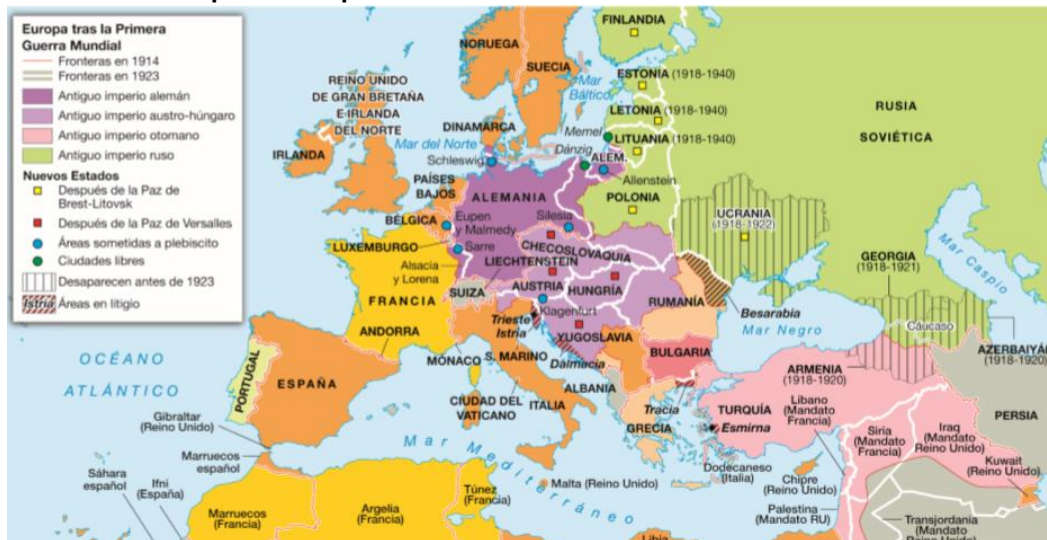 Europa tras la Primera
Guerra Mundial
Fronteras en 1914
Fronteras en 1923
Antiguo imperio alemán
Antiguo imperio austro-húngaro
Antiguo imperio otomano
Antiguo imperio ruso
Nuevos Estados
Después de la Paz de
Brest-Litovsk
Después de la Paz de Versalles
Áreas sometidas a plebiscito
Ciudades libres
Desaparecen antes de 1923
Istria Áreas en litigio
FINLANDIA
NORUEGA
SUECIA
ESTONIA (1918-1940)
Mar
Báltico
LETONIA (1918-1940)
RUSIA
SOVIÉTICA
REINO UNIDO
DE GRAN BRETAÑA
E IRLANDA
DEL NORTE
IRLANDA
DINAMARCA
Mar del Norte
Memel
LITUANIA (1918-1940)
Dánzig
ALEM.
Schleswig
Allenstein
PAÍSES
BAJOS
ALEMANIA
POLONIA
BÉLGICA
Eupen
y Malmedy
Silesia
UCRANIA
(1918-1922)
LUXEMBURGO
Sarre
CHECOSLOVAQUIA
LIECHTENSTEIN
Alsacia
y Lorena
GEORGIA
(1918-1921)
Mar Caspio
FRANCIA
SUIZA
AUSTRIA
HUNGRÍA
RUMANÍA
Klagenfurt
Besarabia
Trieste
Istria
Mar Negro
Cáucaso
ANDORRA
YUGOSLAVIA
AZERBAIYÁN
(1918-1920)
OCÉANO
ATLÁNTICO
MÓNACO
S. MARINO
Dalmacia
BULGARIA
ARMENIA
(1918-1920)
PORTUGAL
ESPAÑA
CIUDAD DEL
VATICANO
ITALIA
ALBANIA
Tracia
TURQUÍA
Esmirna
Líbano
(Mandato
Francia)
PERSIA
GRECIA
Siria
(Mandato
Francia)
Iraq
(Mandato
Reino Unido)
Gibraltar
(Reino Unido)
Mar Mediterráneo
Marruecos
español
Dodecaneso
(Italia)
Chipre
(Reino Unido)
Kuwait
(Reino Unido)
Sáhara
español
Ifni
(España)
Malta (Reino Unido)
Palestina
(Mandato RU)
Marruecos
(Francia)
Argelia
(Francia)
Túnez
(Francia)
Transjordania
(Mandato